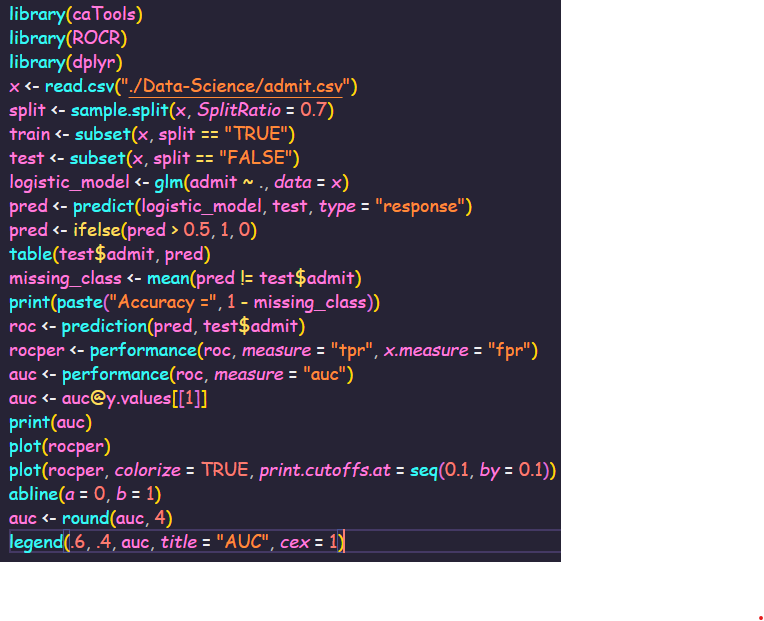 library(caTools)
library(ROCR)
library(dplyr)
x <- read.csv("./Data-Science/admit.csv")
split <- sample.split(x, SplitRatio = 0.7)
train <- subset(x, split == "TRUE")
test <- subset(x, split == "FALSE")
logistic_model <- glm(admit ~ ., data = x)
pred <- predict(logistic_model, test, type = "response")
pred <- ifelse(pred > 0.5, 1, 0)
table(test$admit, pred)
missing_class <- mean(pred != test$admit)
print(paste("Accuracy =", 1 - missing_class))
roc <- prediction(pred, test$admit)
rocper <- performance(roc, measure = "tpr", x.measure = "fpr")
auc <- performance(roc, measure = "auc")
auc <- auc@y.values[[1]]
print(auc)
plot(rocper)
plot(rocper, colorize = TRUE, print.cutoffs.at = seq(0.1, by = 0.1))
abline(a = 0, b = 1)
auc <- round(auc, 4)
legend(.6, .4, auc, title = "AUC", cex = 1)